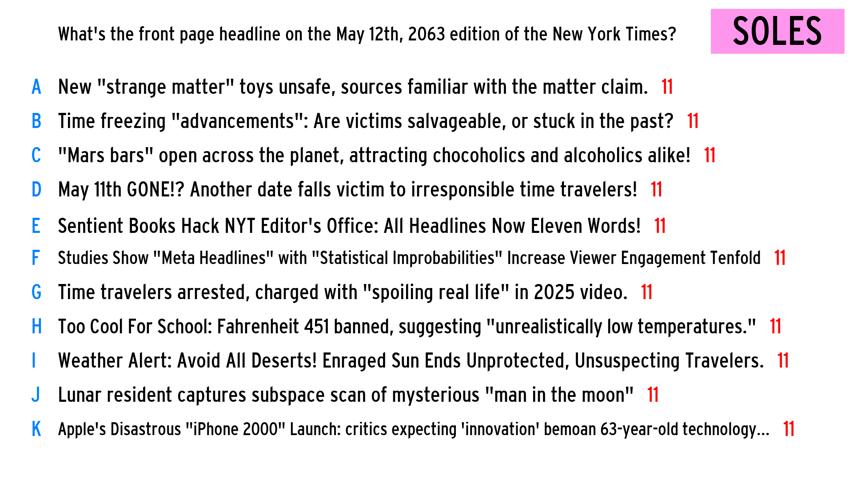 What's the front page headline on the May 12th, 2063 edition of the New York Times?
SOLES
A New "strange matter" toys unsafe, sources familiar with the matter claim. 11
B Time freezing "advancements": Are victims salvageable, or stuck in the past? 11
C "Mars bars" open across the planet, attracting chocoholics and alcoholics alike! 11
D May 11th GONE!? Another date falls victim to irresponsible time travelers! 11
E Sentient Books Hack NYT Editor's Office: All Headlines Now Eleven Words! 11
F Studies Show "Meta Headlines" with "Statistical Improbabilities" Increase Viewer Engagement Tenfold 11
G Time travelers arrested, charged with "spoiling real life" in 2025 video. 11
H Too Cool For School: Fahrenheit 451 banned, suggesting "unrealistically low temperatures." 11
I Weather Alert: Avoid All Deserts! Enraged Sun Ends Unprotected, Unsuspecting Travelers. 11
J Lunar resident captures subspace scan of mysterious "man in the moon" 11
K Apple's Disastrous "iPhone 2000" Launch: critics expecting 'innovation' bemoan 63-year-old technology... 11